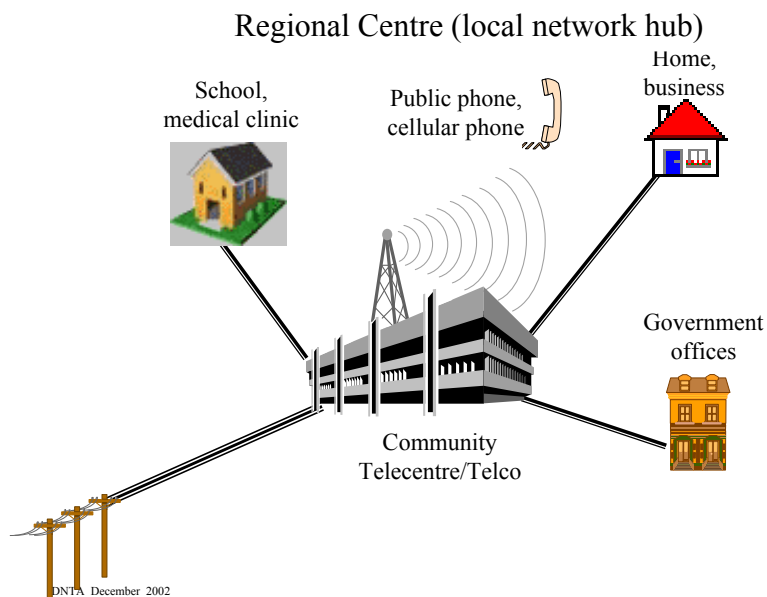 Regional Centre (local network hub)
School,
medical clinic
Public phone,
cellular phone
Home,
business
Government
offices
Community
Telecentre/Telco
DNTA December 2002